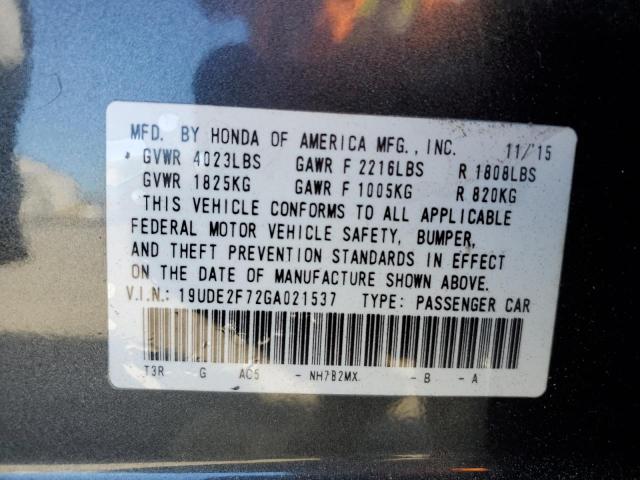 MFD. BY HONDA OF AMERICA MFG., INC. 11/'15
GVWR 4023LBS GAWR F 2216LBS R 1808LBS
GVWR 1825KG GAWR F 1005KG R 820KG
THIS VEHICLE CONFORMS TO ALL APPLICABLE
FEDERAL MOTOR VEHICLE SAFETY, BUMPER,
AND THEFT PREVENTION STANDARDS IN EFFECT
ON THE DATE OF MANUFACTURE SHOWN ABOVE.
V.I.N.: 19UDE2F72GA021537 TYPE: PASSENGER CAR
T3R G AC5 - NH782MX - B - A